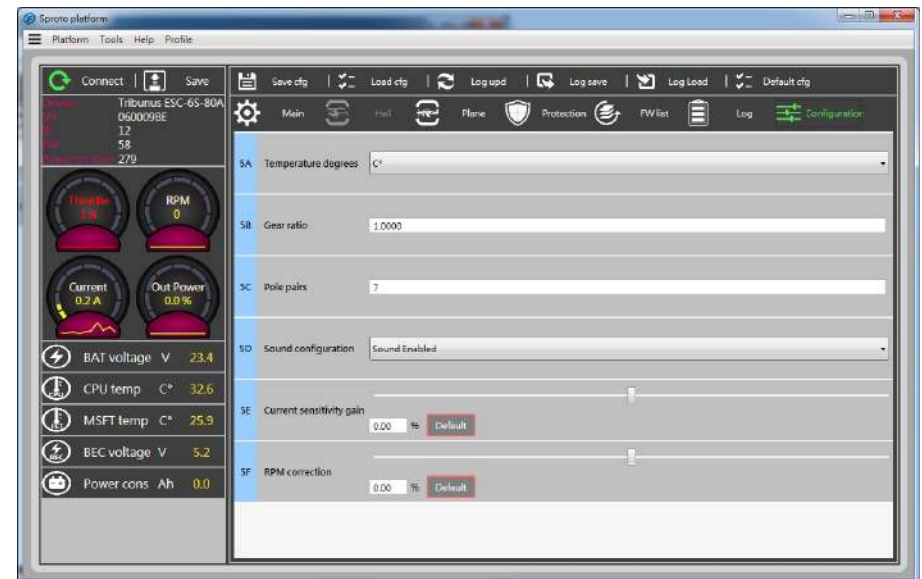 Sproto platform
Platform Tools Help Profile
Connect | Save
Save cfg | Load cfg | Log upd | Log save | Log Load | Default cfg
Main Heli Plane Protection FW list Log Configuration
Tribunus ESC-6S-80A
060009BE
12
58
279
Throttle
1 %
RPM
0
Current
0.2 A
Out Power
0.0 %
BAT voltage V 23.4
CPU temp C° 32.6
MSFT temp C° 25.9
BEC voltage V 5.2
Power cons Ah 0.0
5A Temperature degrees C°
5B Gear ratio 1.0000
5C Pole pairs 7
5D Sound configuration Sound Enabled
5E Current sensitivity gain
0.00 % Default
5F RPM correction
0.00 % Default